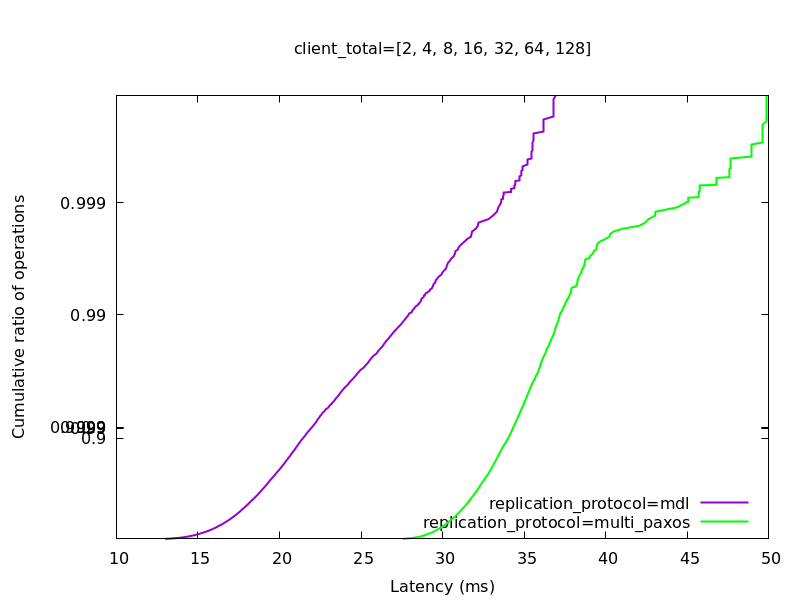 client_total=[2, 4, 8, 16, 32, 64, 128]
Cumulative ratio of operations
0.999
0.99
0.9
replication_protocol=mdl
replication_protocol=multi_paxos
10 15 20 25 30 35 40 45 50
Latency (ms)